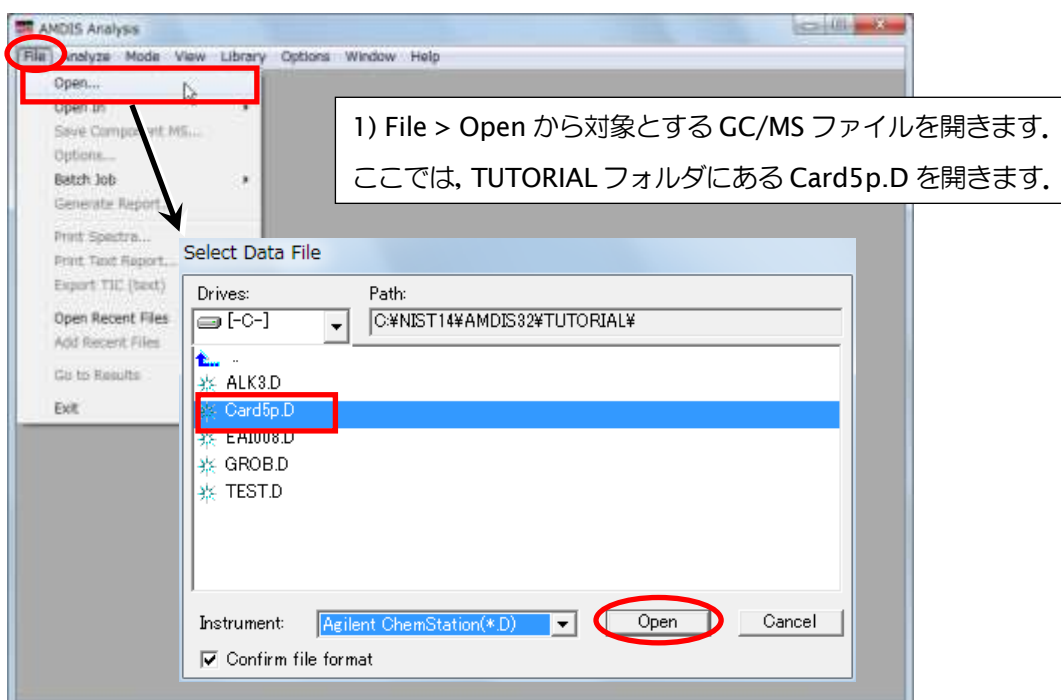 AMDIS Analysis
File Analyze Mode View Library Options Window Help
Open...
Open In
Save Component MS...
Options...
Batch Job
Generate Report...
Print Spectra...
Print Text Report...
Export TIC (text)
Open Recent Files
Add Recent Files
Go to Results
Exit
1) File > Open から対象とする GC/MS ファイルを開きます.
ここでは, TUTORIAL フォルダにある Card5p.D を開きます.
Select Data File
Drives: Path:
[-C-] C:¥NIST14¥AMDIS32¥TUTORIAL¥
..
ALK3.D
Card5p.D
EAI008.D
GROB.D
TEST.D
Instrument: Agilent ChemStation(*.D) Open Cancel
Confirm file format